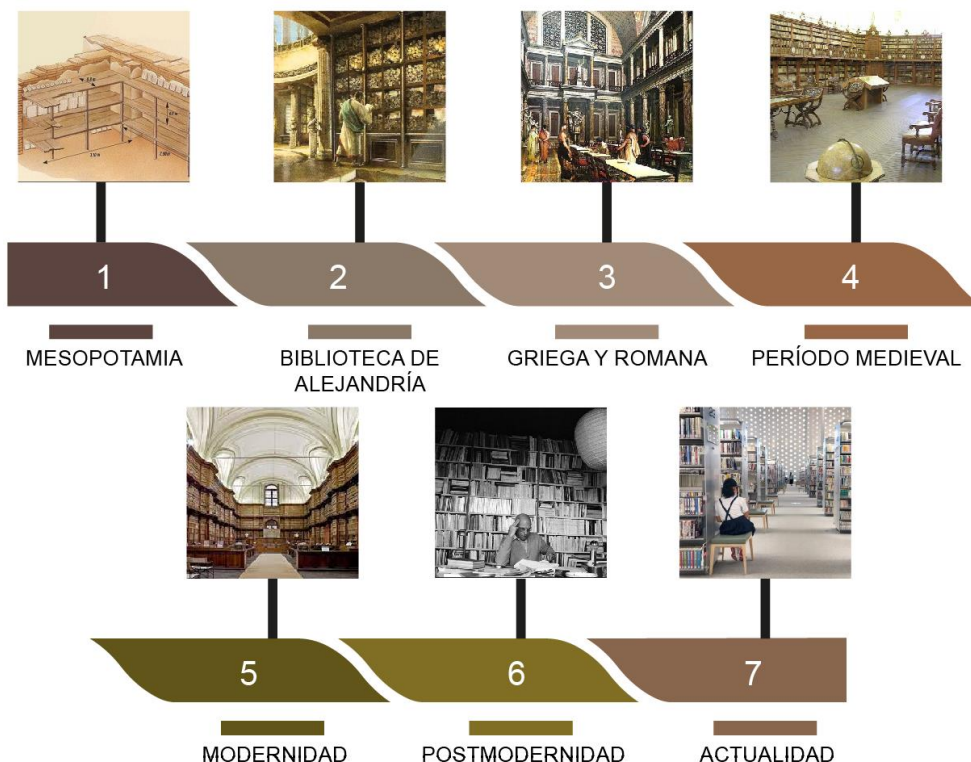 1
2
3
4
MESOPOTAMIA
BIBLIOTECA DE
ALEJANDRÍA
GRIEGA Y ROMANA
PERÍODO MEDIEVAL
5
6
7
MODERNIDAD
POSTMODERNIDAD
ACTUALIDAD